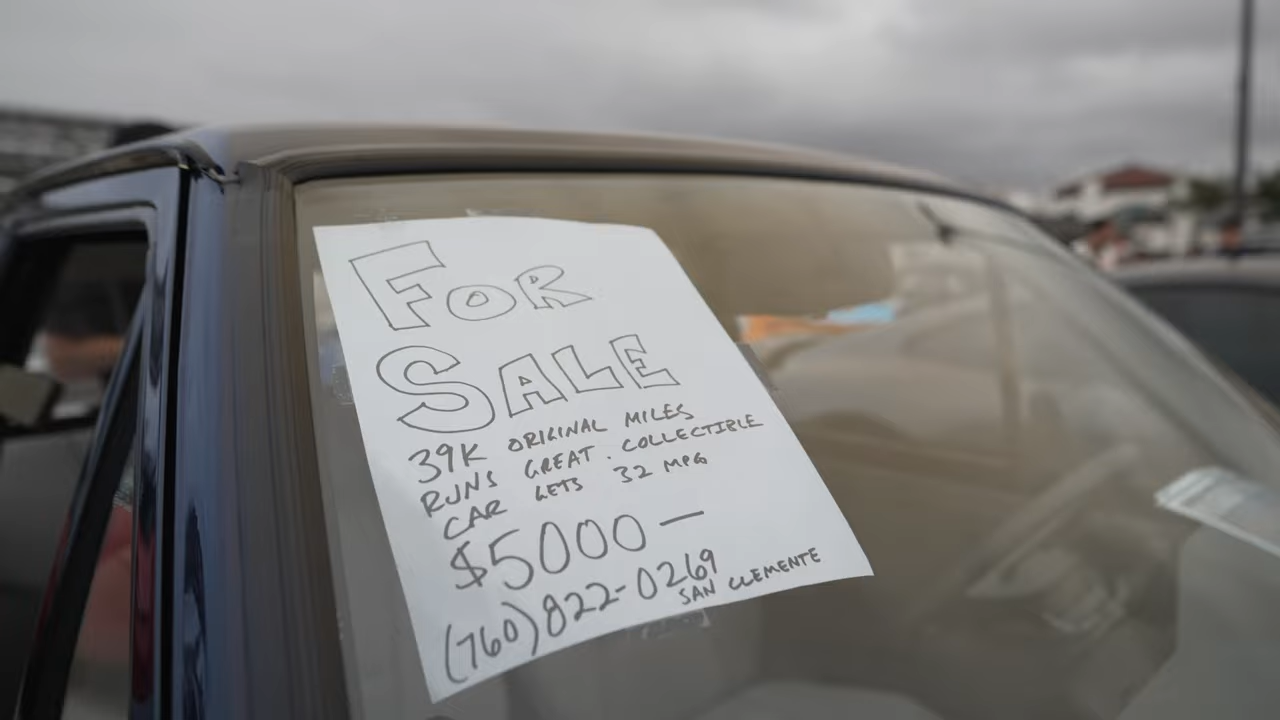 FOR
SALE
39K ORIGINAL MILES
RUNS GREAT. COLLECTIBLE
CAR GETS 32 MPG
$5000—
(760)822-0269
SAN CLEMENTE